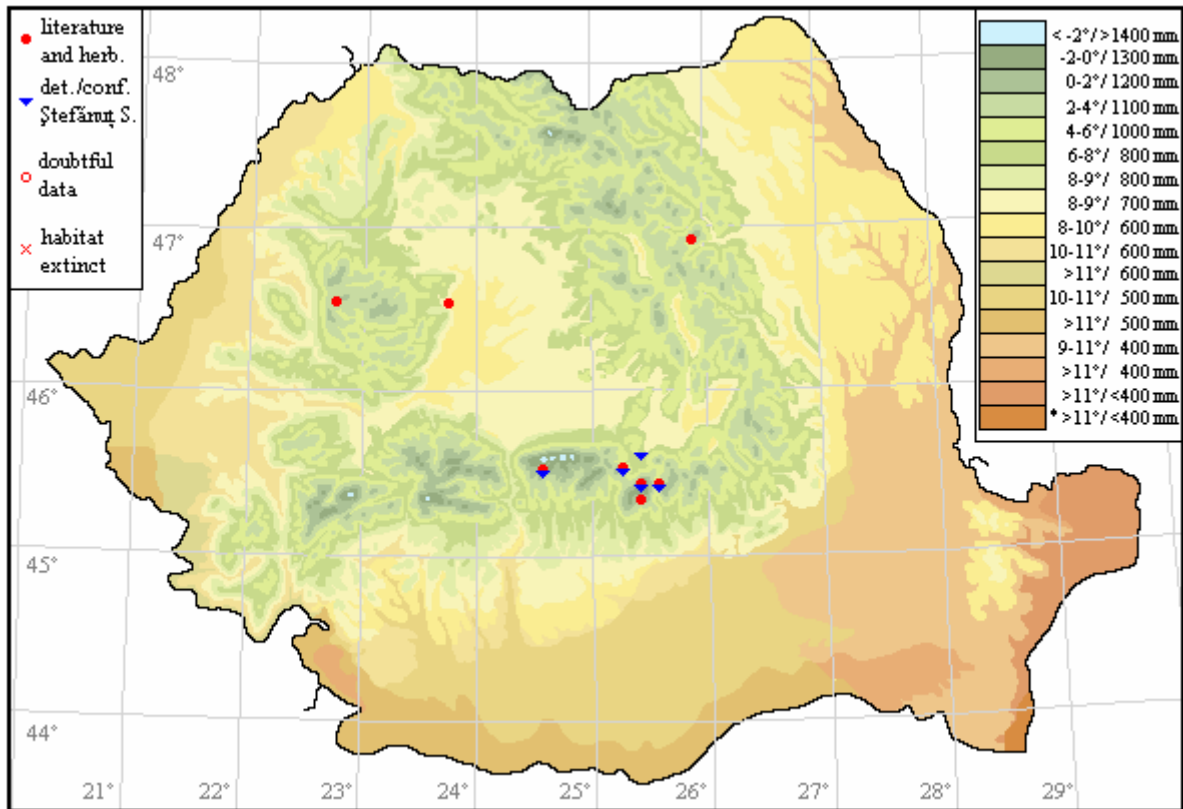 literature
and herb.
det./conf.
Ștefănuț S.
doubtful
data
habitat
extinct
< -2°/>1400 mm
-2-0°/ 1300 mm
0-2°/ 1200 mm
2-4°/ 1100 mm
4-6°/ 1000 mm
6-8°/ 800 mm
8-9°/ 800 mm
8-9°/ 700 mm
8-10°/ 600 mm
10-11°/ 600 mm
>11°/ 600 mm
10-11°/ 500 mm
>11°/ 500 mm
9-11°/ 400 mm
>11°/ 400 mm
>11°/<400 mm
* >11°/<400 mm
48°
47°
46°
45°
44°
21°
22°
23°
24°
25°
26°
27°
28°
29°